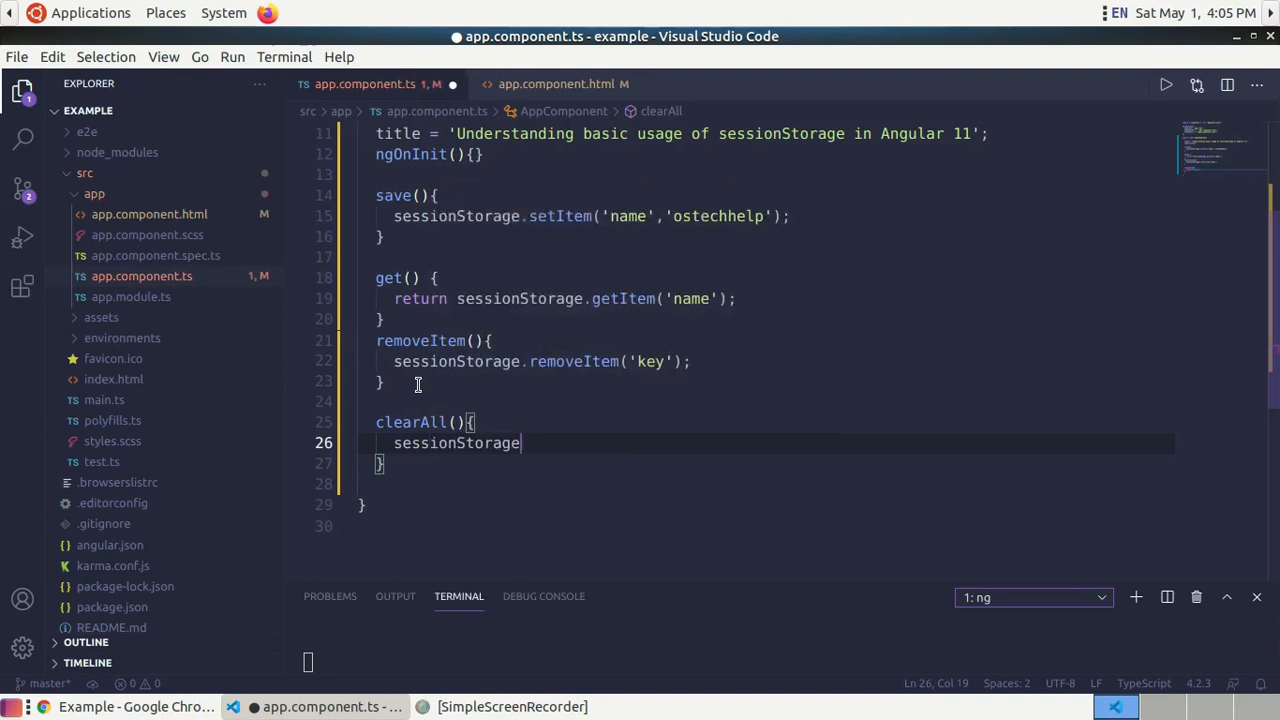 Applications Places System EN Sat May 1, 4:05 PM
● app.component.ts - example - Visual Studio Code
File Edit Selection View Go Run Terminal Help
EXPLORER ··· TS app.component.ts 1, M ● <> app.component.html M
1
EXAMPLE src > app > TS app.component.ts > AppComponent > clearAll
e2e
node_modules
src
app
<> app.component.html M
app.component.scss
TS app.component.spec.ts
TS app.component.ts 1, M
TS app.module.ts
assets
environments
favicon.ico
index.html
main.ts
polyfills.ts
styles.scss
test.ts
.browserslistrc
.editorconfig
.gitignore
angular.json
karma.conf.js
package-lock.json
package.json
README.md
OUTLINE
TIMELINE
2
11 title = 'Understanding basic usage of sessionStorage in Angular 11';
12 ngOnInit(){}
13
14 save(){
15 sessionStorage.setItem('name','ostechhelp');
16 }
17
18 get() {
19 return sessionStorage.getItem('name');
20 }
21 removeItem(){
22 sessionStorage.removeItem('key');
23 }
24
25 clearAll(){
26 sessionStorage
27 }
28
29 }
30
PROBLEMS OUTPUT TERMINAL DEBUG CONSOLE 1: ng
master* 0 0 Ln 26, Col 19 Spaces: 2 UTF-8 LF TypeScript 4.2.3
Example - Google Chro... ● app.component.ts - ... [SimpleScreenRecorder]